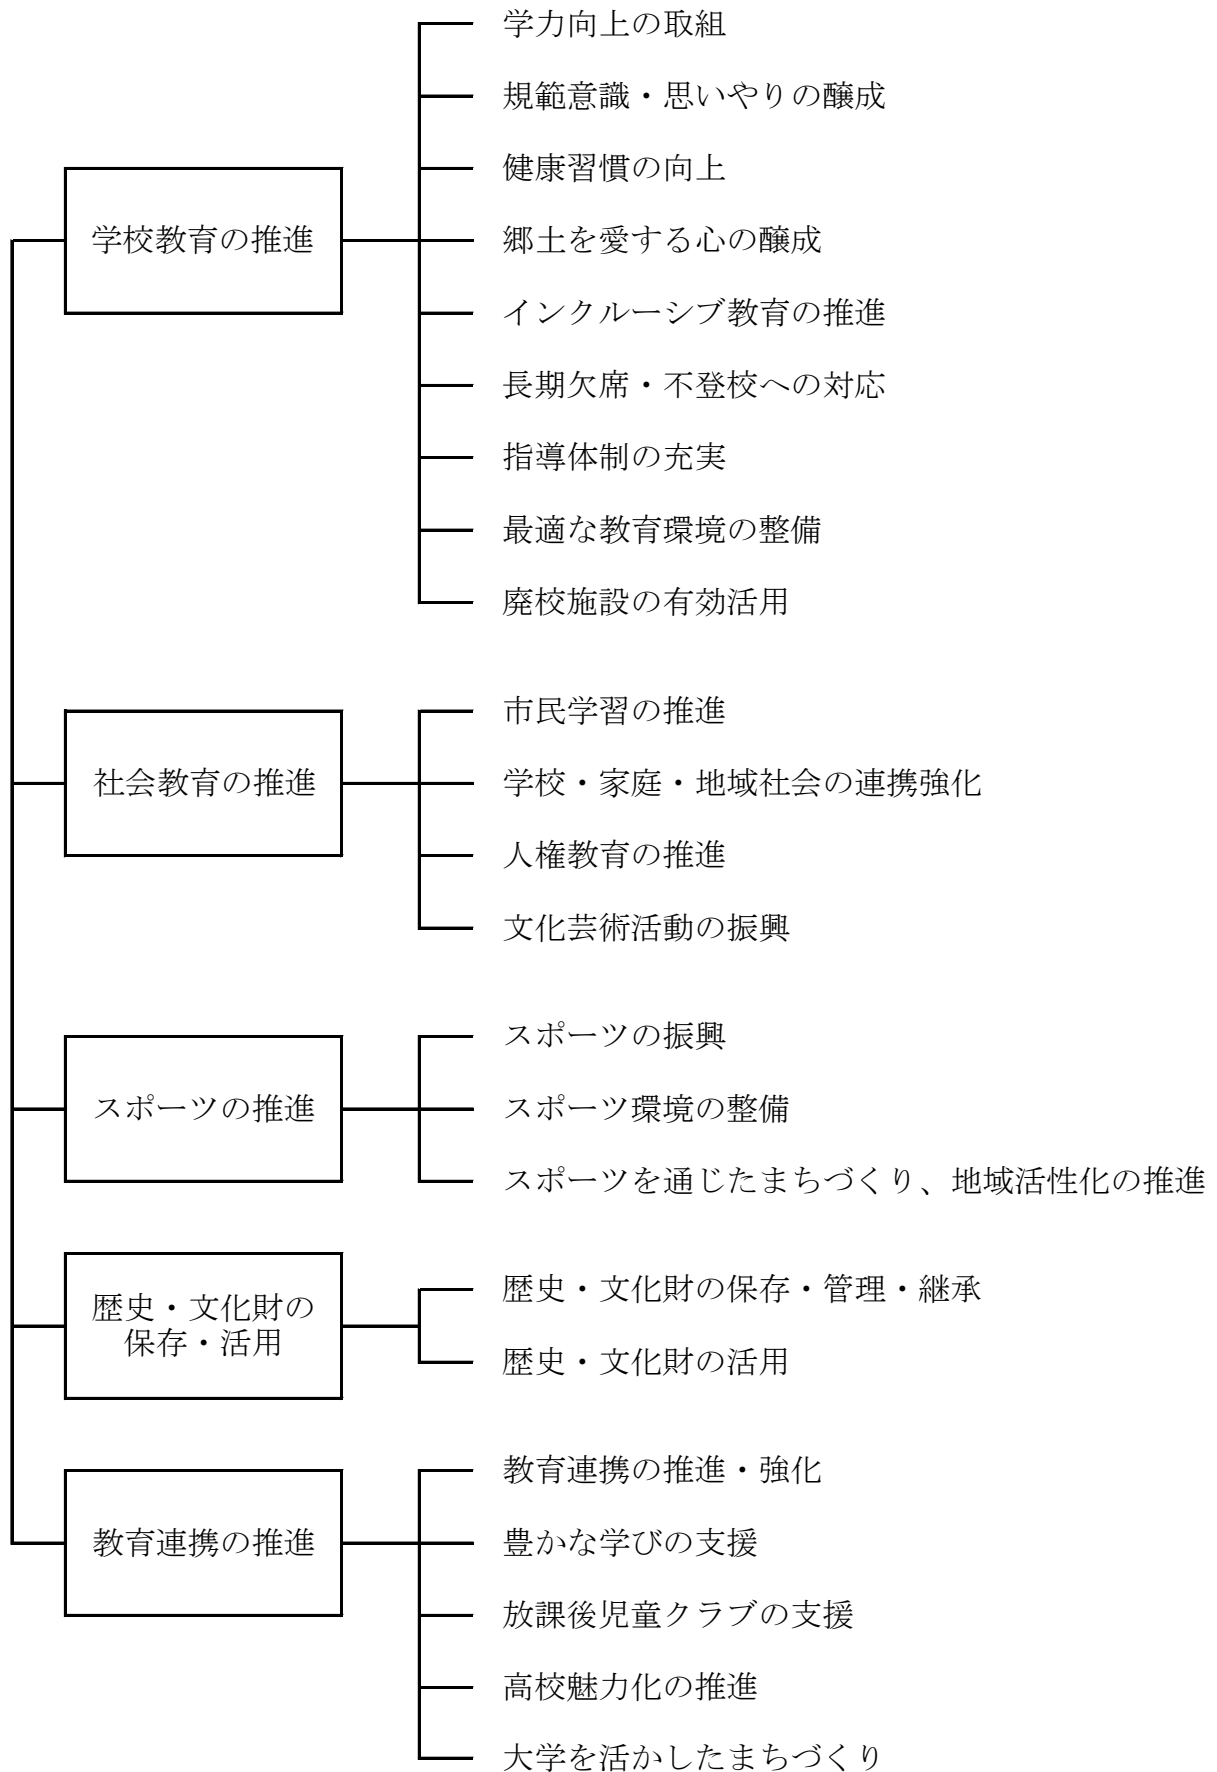 学校教育の推進
学力向上の取組
規範意識・思いやりの醸成
健康習慣の向上
郷土を愛する心の醸成
インクルーシブ教育の推進
長期欠席・不登校への対応
指導体制の充実
最適な教育環境の整備
廃校施設の有効活用
社会教育の推進
市民学習の推進
学校・家庭・地域社会の連携強化
人権教育の推進
文化芸術活動の振興
スポーツの推進
スポーツの振興
スポーツ環境の整備
スポーツを通じたまちづくり、地域活性化の推進
歴史・文化財の
保存・活用
歴史・文化財の保存・管理・継承
歴史・文化財の活用
教育連携の推進
教育連携の推進・強化
豊かな学びの支援
放課後児童クラブの支援
高校魅力化の推進
大学を活かしたまちづくり